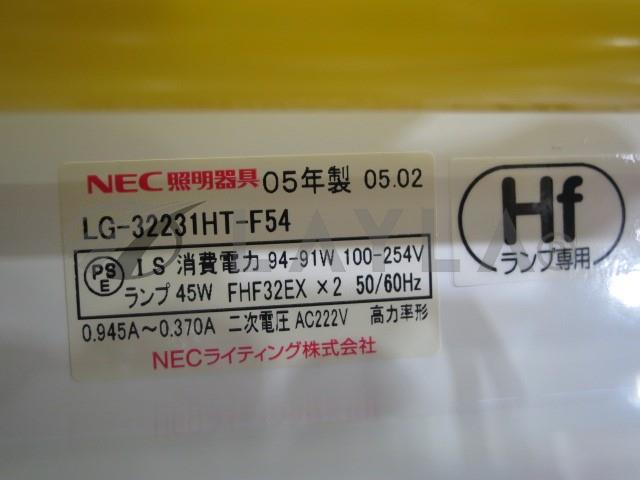 NEC 照明器具 05年製 05.02
LG-32231HT-F54
PS E LS 消費電力 94-91W 100-254V
ランプ 45W FHF32EX ×2 50/60Hz
0.945A～0.370A 二次電圧 AC222V 高力率形
NECライティング株式会社
Hf
ランプ専用